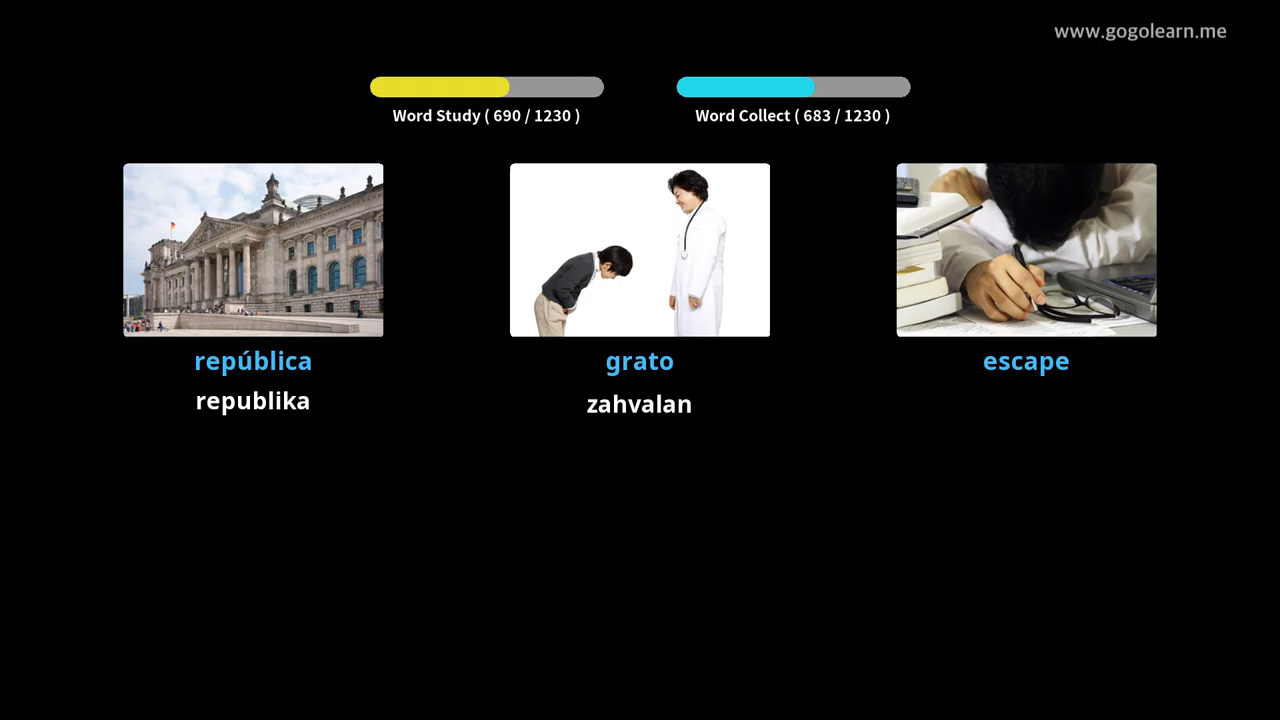 www.gogolearn.me
Word Study ( 690 / 1230 )
Word Collect ( 683 / 1230 )
república
grato
escape
republika
zahvalan